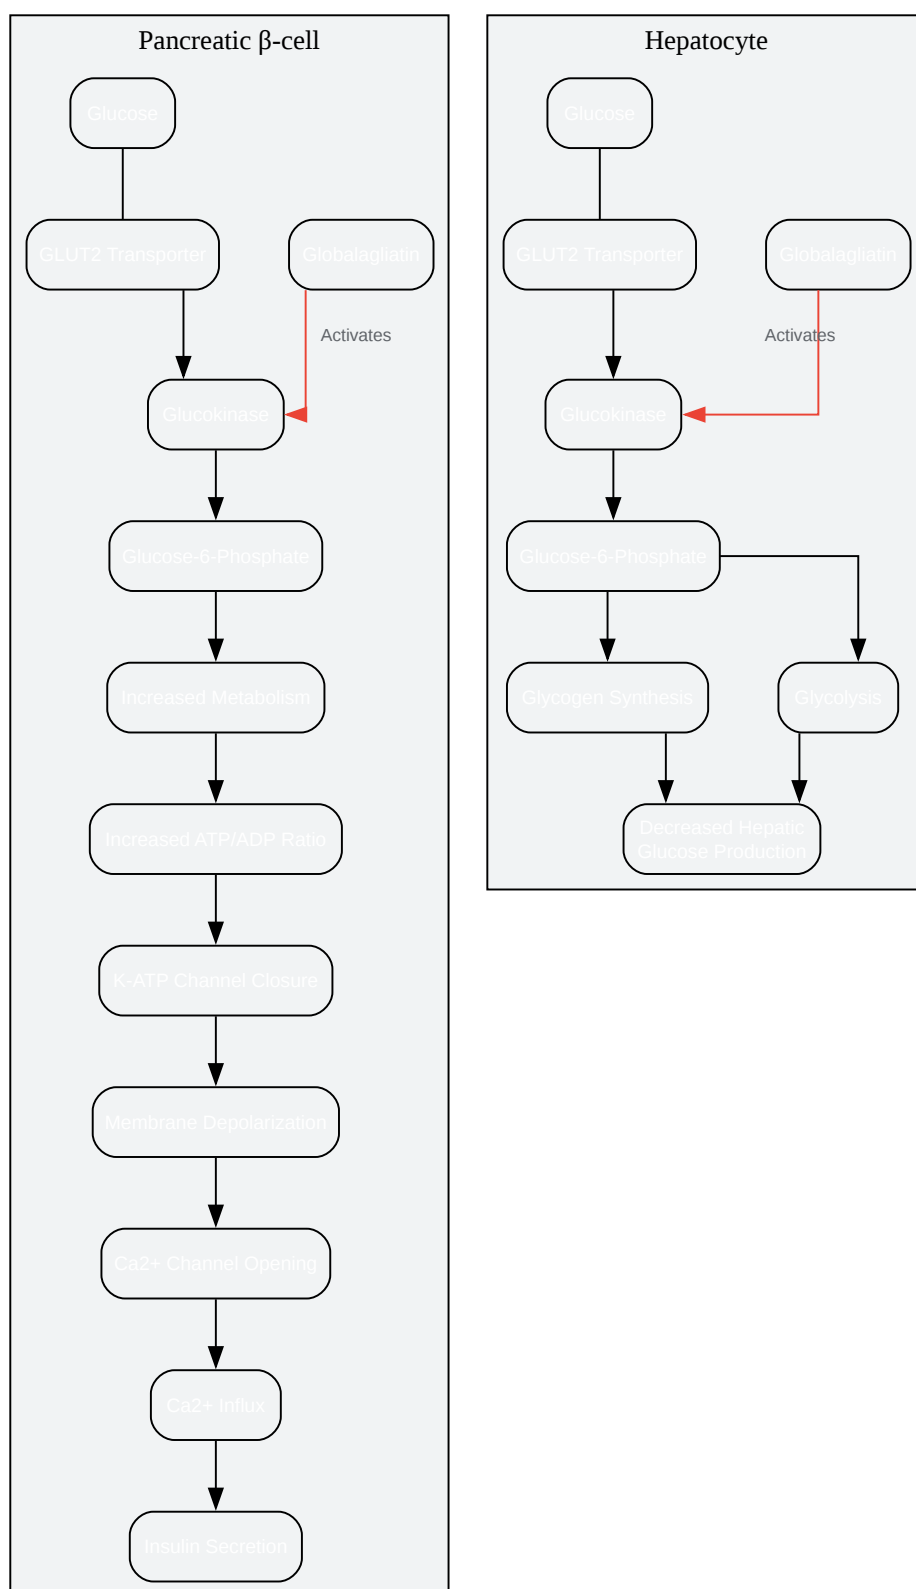 Pancreatic β-cell
Glucose
GLUT2 Transporter
Globalagliatin
Activates
Glucokinase
Glucose-6-Phosphate
Increased Metabolism
Increased ATP/ADP Ratio
K-ATP Channel Closure
Membrane Depolarization
Ca2+ Channel Opening
Ca2+ Influx
Insulin Secretion
Hepatocyte
Glucose
GLUT2 Transporter
Globalagliatin
Activates
Glucokinase
Glucose-6-Phosphate
Glycogen Synthesis
Glycolysis
Decreased Hepatic
Glucose Production